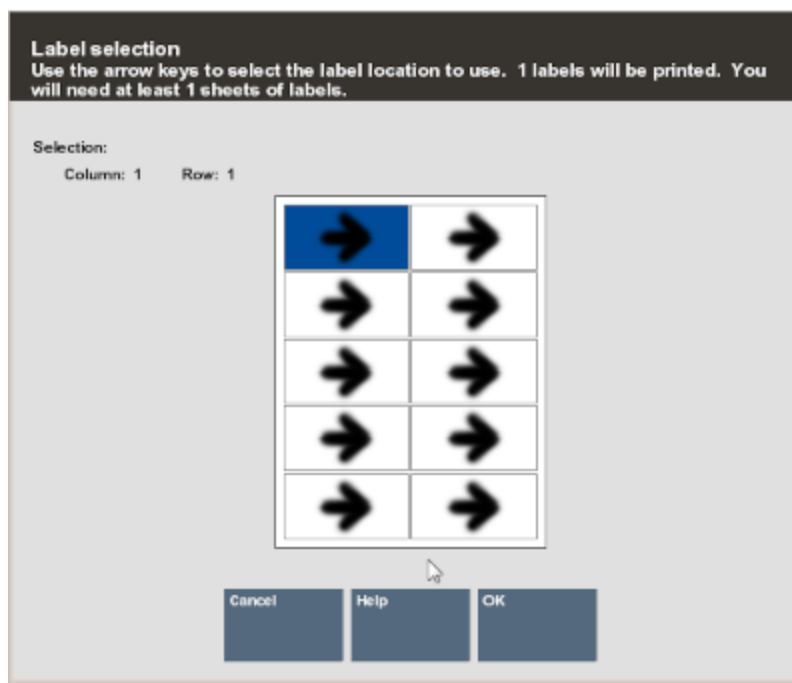 Label selection
Use the arrow keys to select the label location to use.  1 labels will be printed.  You
will need at least 1 sheets of labels.
Selection:
Column: 1    Row: 1
Cancel    Help    OK